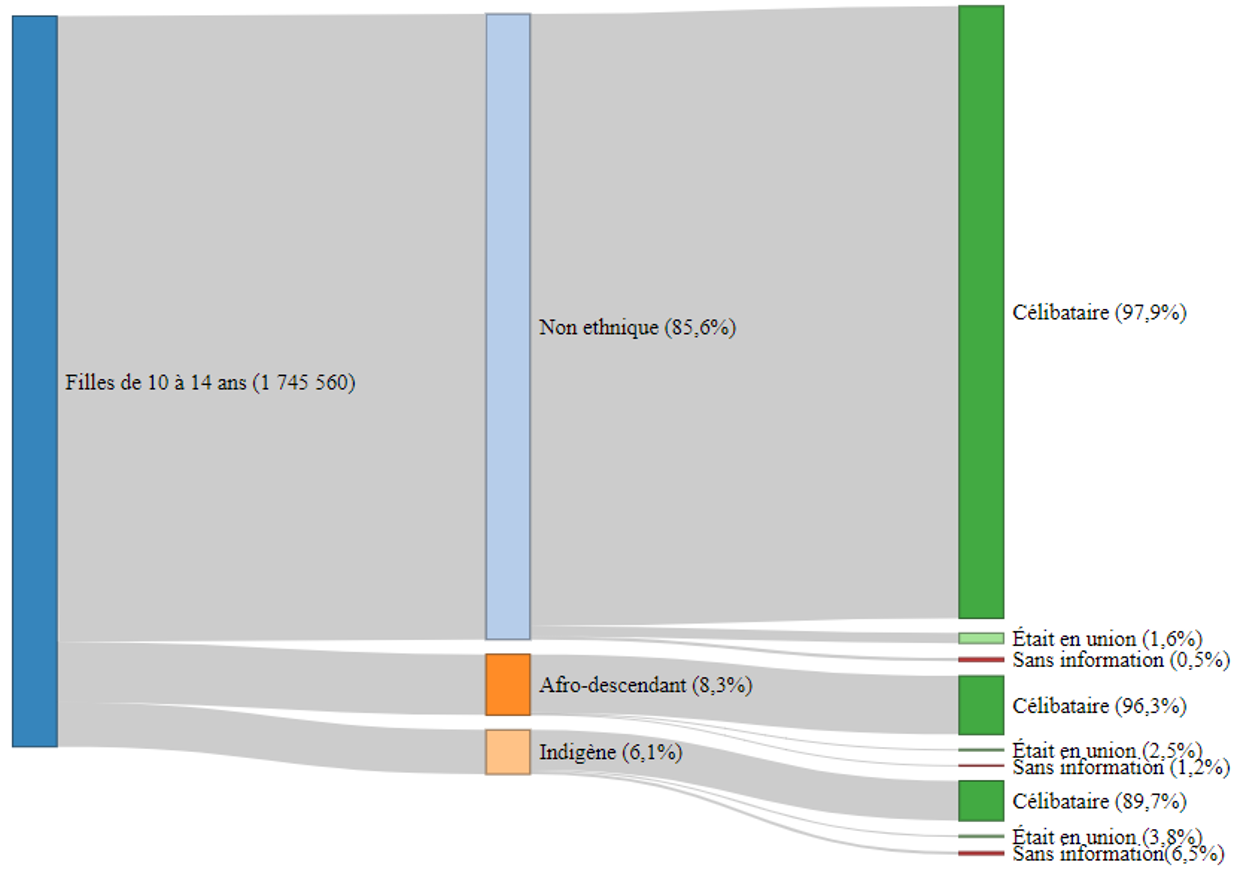 Filles de 10 à 14 ans (1 745 560)
Non ethnique (85,6%)
Afro-descendant (8,3%)
Indigène (6,1%)
Célibataire (97,9%)
Était en union (1,6%)
Sans information (0,5%)
Célibataire (96,3%)
Était en union (2,5%)
Sans information (1,2%)
Célibataire (89,7%)
Était en union (3,8%)
Sans information(6,5%)